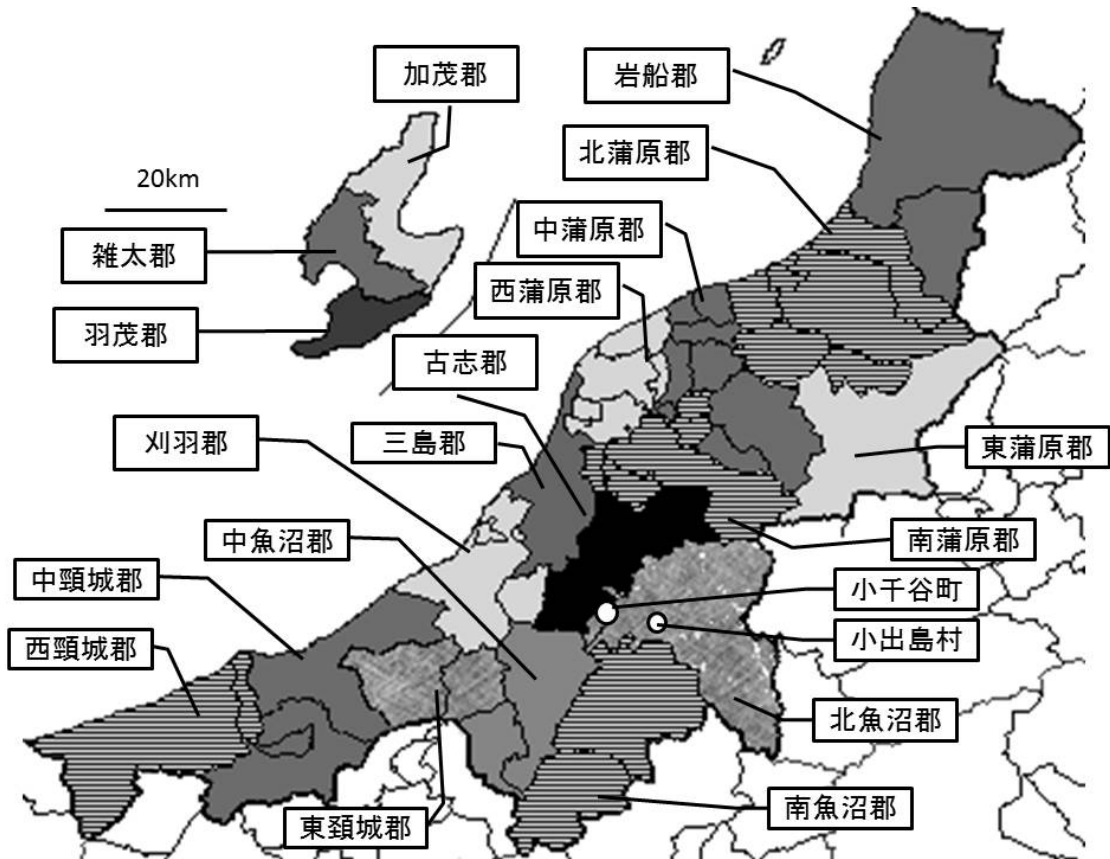 加茂郡
岩船郡
北蒲原郡
20km
中蒲原郡
雑太郡
西蒲原郡
羽茂郡
古志郡
刈羽郡
三島郡
東蒲原郡
中魚沼郡
南蒲原郡
中頸城郡
小千谷町
西頸城郡
小出島村
北魚沼郡
南魚沼郡
東頚城郡